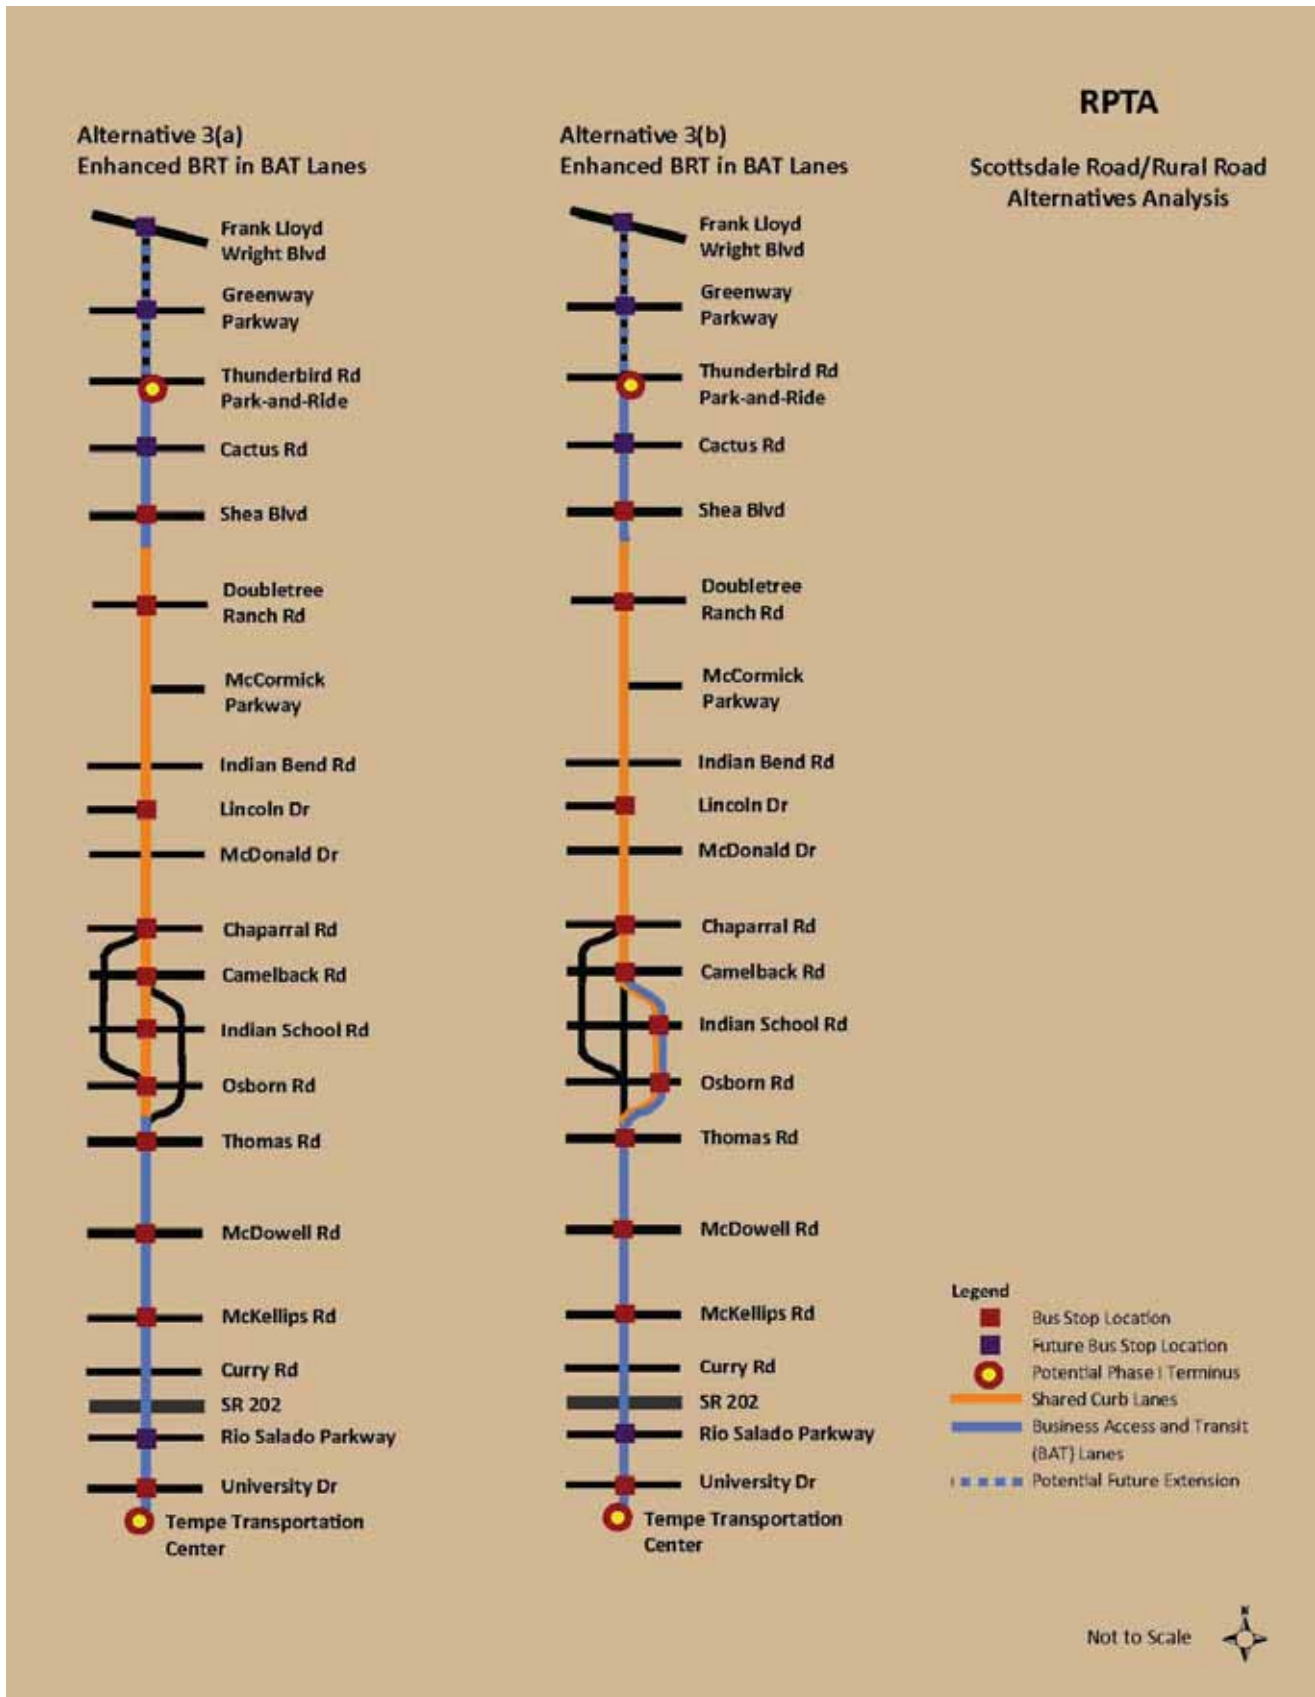 RPTA
Scottsdale Road/Rural Road
Alternatives Analysis
Alternative 3(a)
Enhanced BRT in BAT Lanes
Frank Lloyd
Wright Blvd
Greenway
Parkway
Thunderbird Rd
Park-and-Ride
Cactus Rd
Shea Blvd
Doubletree
Ranch Rd
McCormick
Parkway
Indian Bend Rd
Lincoln Dr
McDonald Dr
Chaparral Rd
Camelback Rd
Indian School Rd
Osborn Rd
Thomas Rd
McDowell Rd
McKellips Rd
Curry Rd
SR 202
Rio Salado Parkway
University Dr
Tempe Transportation
Center
Alternative 3(b)
Enhanced BRT in BAT Lanes
Frank Lloyd
Wright Blvd
Greenway
Parkway
Thunderbird Rd
Park-and-Ride
Cactus Rd
Shea Blvd
Doubletree
Ranch Rd
McCormick
Parkway
Indian Bend Rd
Lincoln Dr
McDonald Dr
Chaparral Rd
Camelback Rd
Indian School Rd
Osborn Rd
Thomas Rd
McDowell Rd
McKellips Rd
Curry Rd
SR 202
Rio Salado Parkway
University Dr
Tempe Transportation
Center
Legend
Bus Stop Location
Future Bus Stop Location
Potential Phase I Terminus
Shared Curb Lanes
Business Access and Transit
(BAT) Lanes
Potential Future Extension
N
Not to Scale